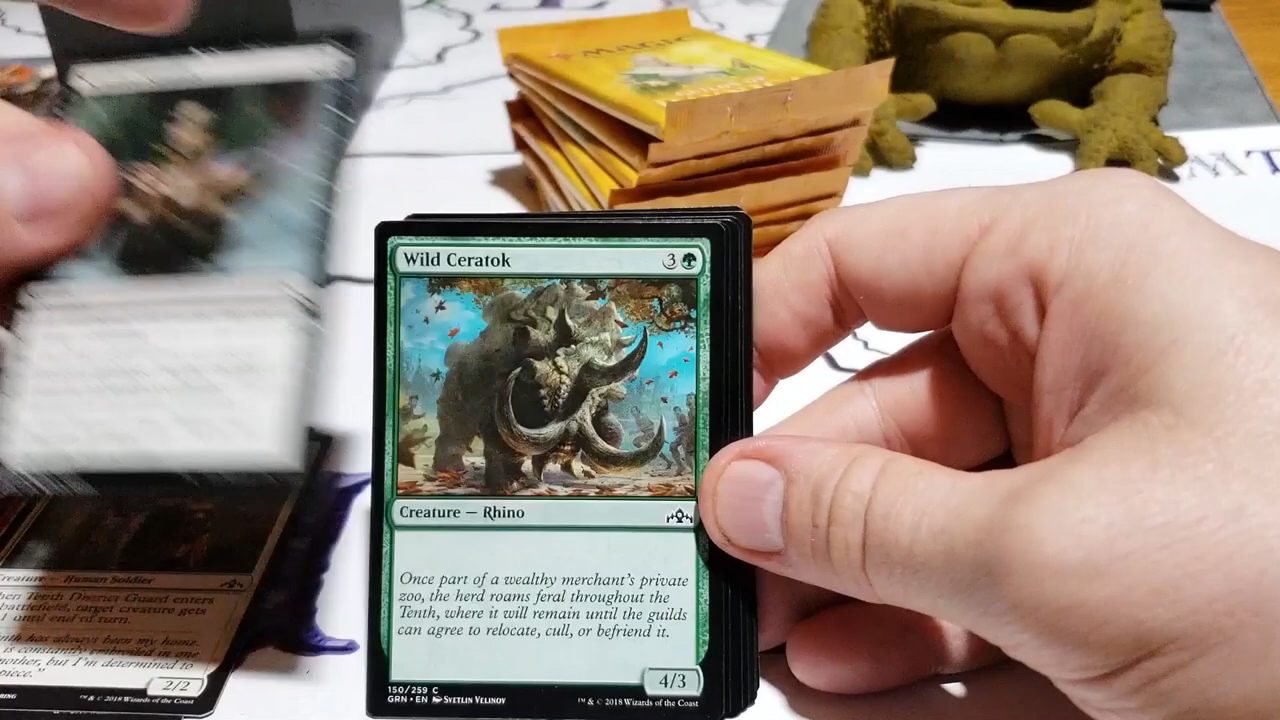 MAGIC
MT
Wild Ceratok 3
Creature — Rhino
Once part of a wealthy merchant's private
zoo, the herd roams feral throughout the
Tenth, where it will remain until the guilds
can agree to relocate, cull, or befriend it.
4/3
150/259 C
GRN • EN Svetlin Velinov
™ & © 2018 Wizards of the Coast
Creature — Human Soldier
Tenth District Guard enters
battlefield, target creature gets
1 until end of turn.
has always been my home.
is constantly embroiled in one
but I'm determined to
2/2
™ & © 2018 Wizards of the Coast